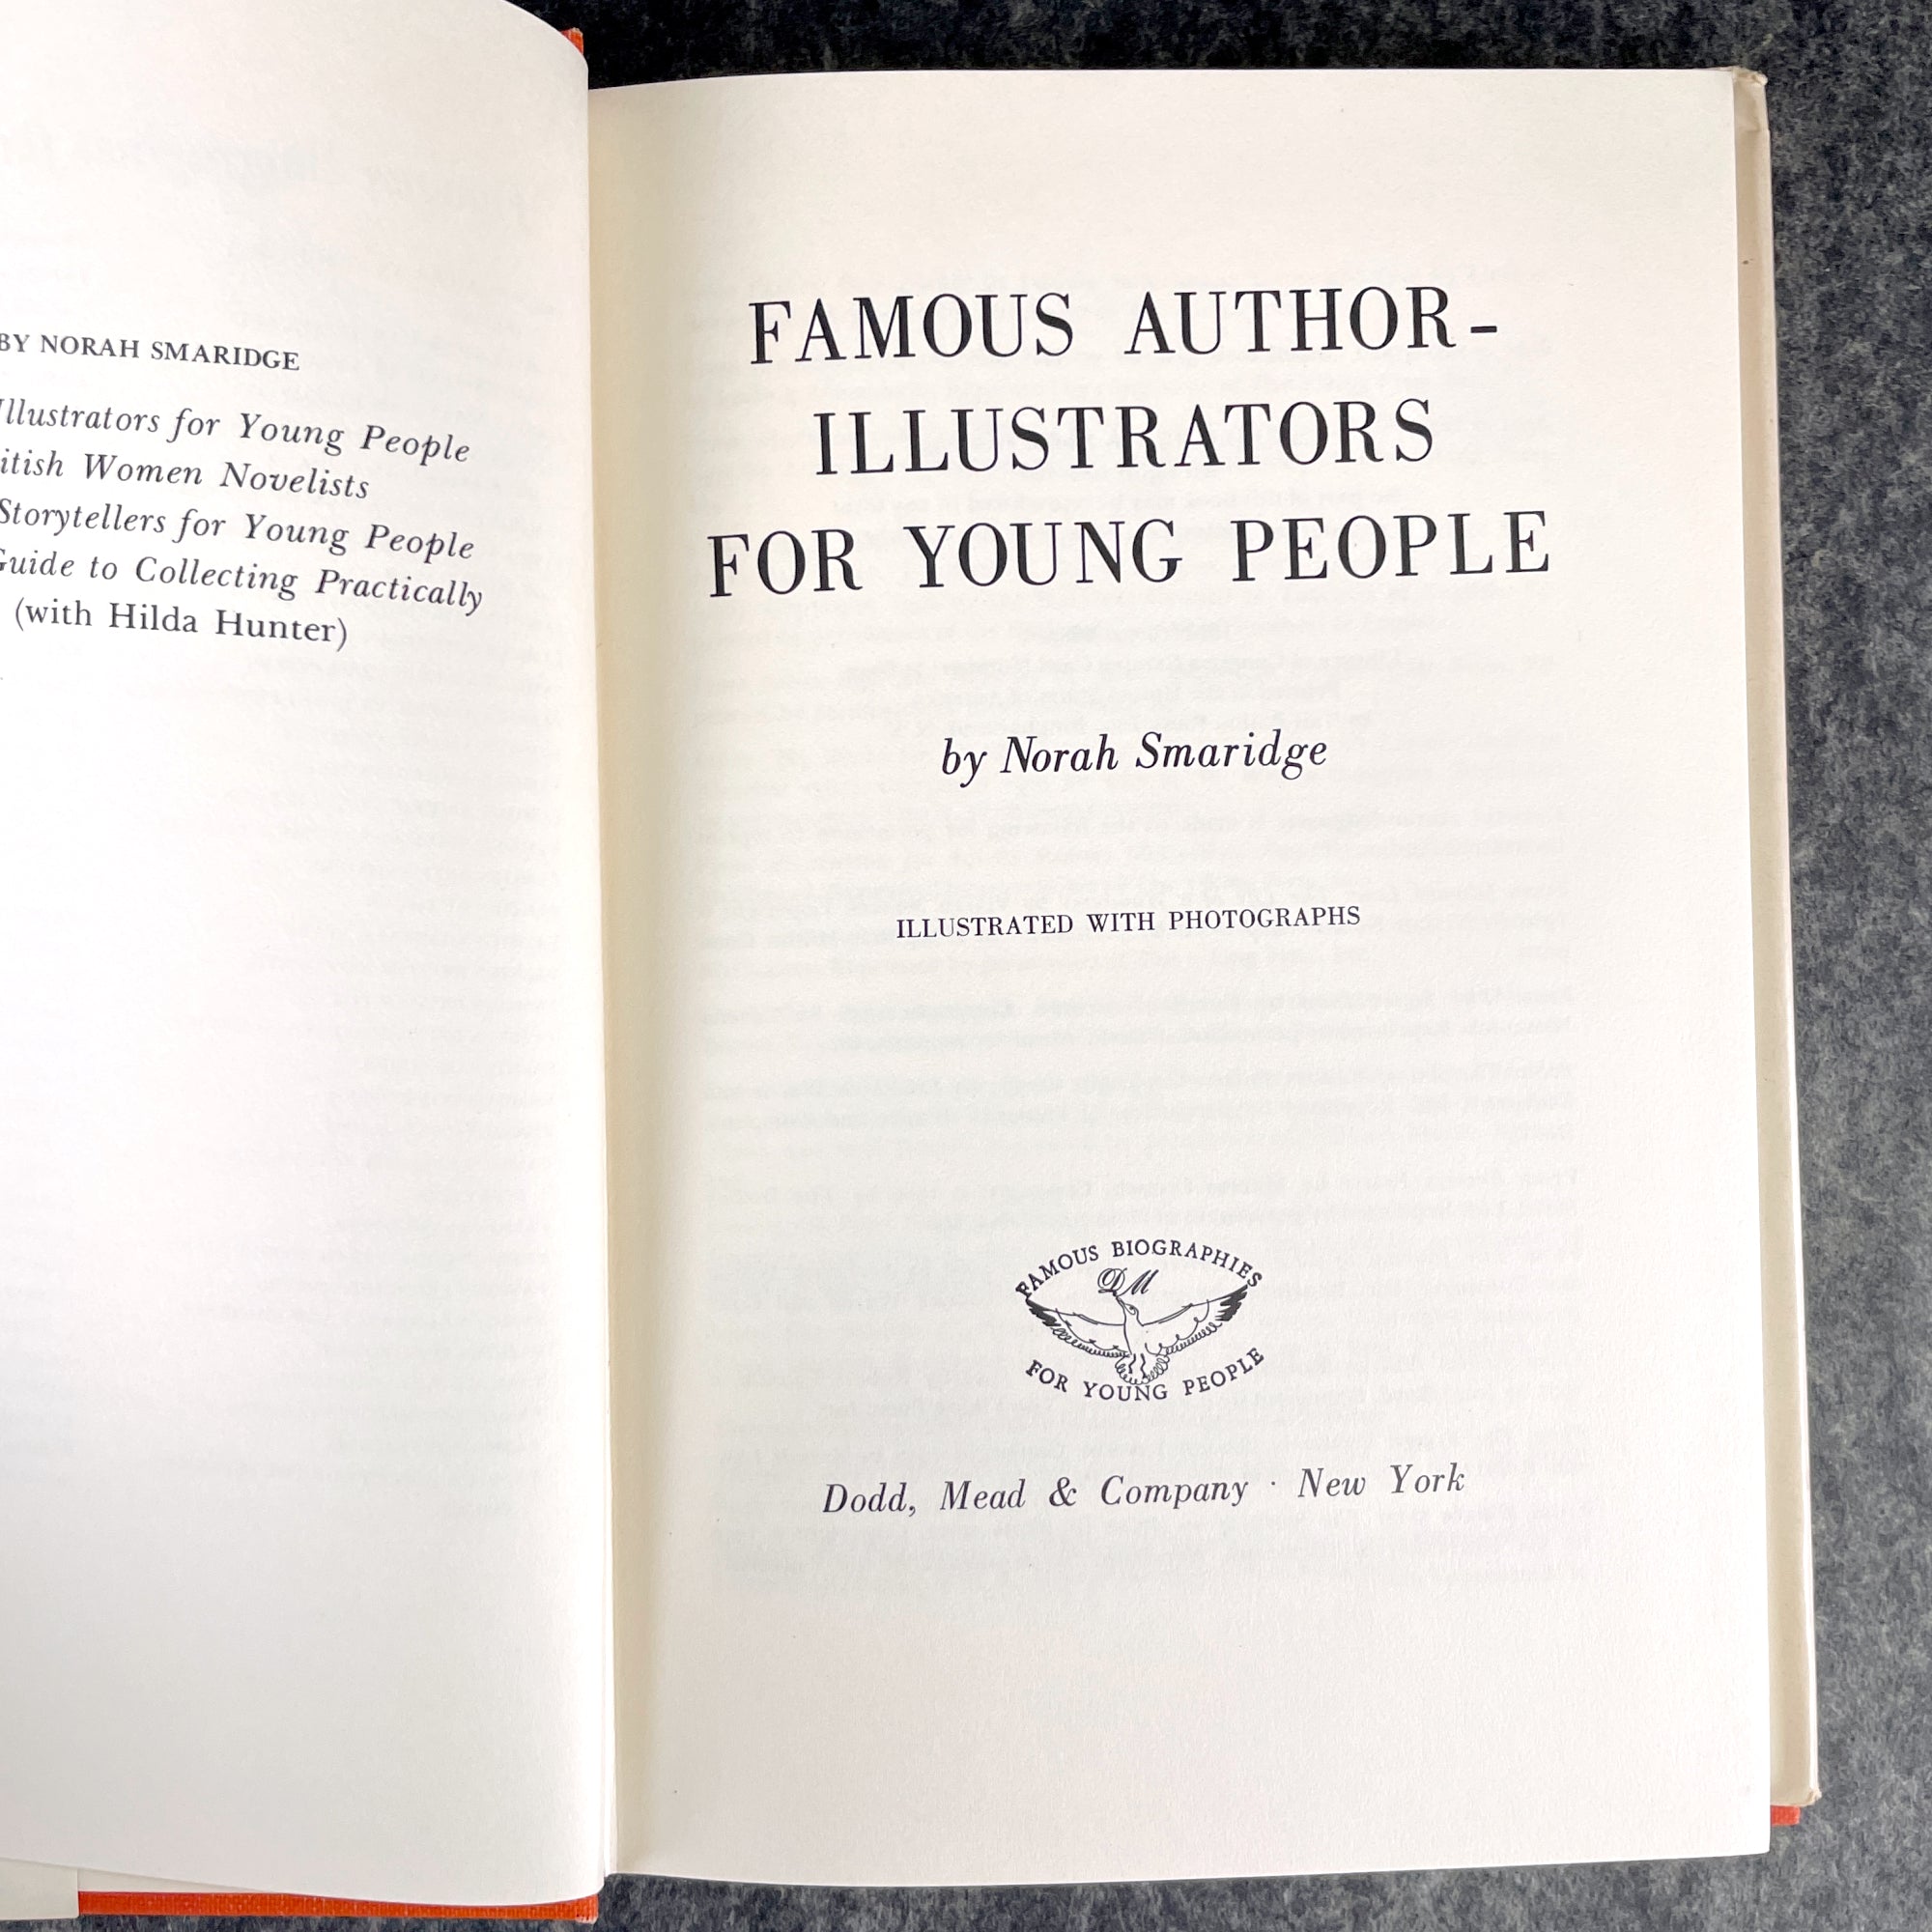 BY NORAH SMARIDGE
Illustrators for Young People
itish Women Novelists
Storytellers for Young People
Guide to Collecting Practically
(with Hilda Hunter)
FAMOUS AUTHOR-
ILLUSTRATORS
FOR YOUNG PEOPLE
by Norah Smaridge
ILLUSTRATED WITH PHOTOGRAPHS
FAMOUS BIOGRAPHIES
DM
FOR YOUNG PEOPLE
Dodd, Mead & Company · New York